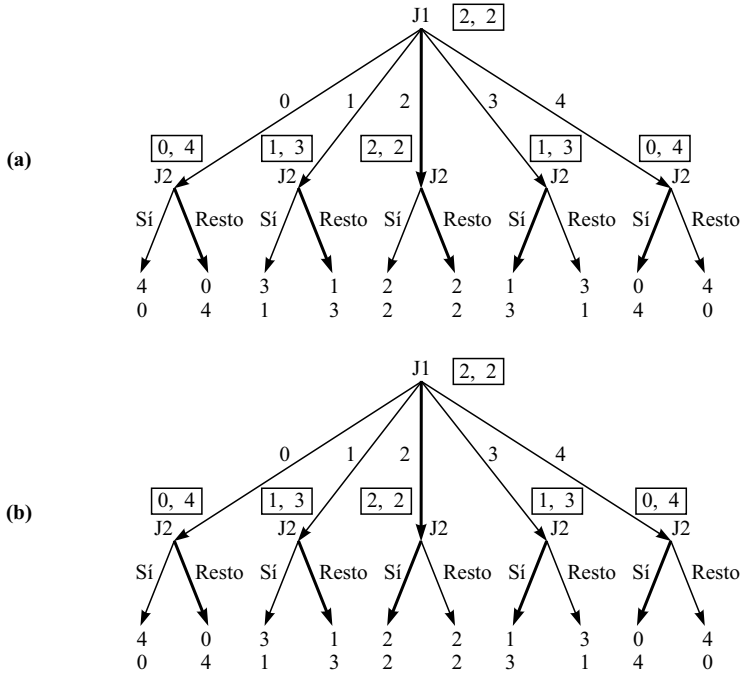 J1 2, 2
0 1 2 3 4
(a)
0, 4 1, 3 2, 2 1, 3 0, 4
J2 J2 J2 J2 J2
Sí Resto Sí Resto Sí Resto Sí Resto Sí Resto
4 0 3 1 2 2 1 3 0 4
0 4 1 3 2 2 3 1 4 0
J1 2, 2
0 1 2 3 4
(b)
0, 4 1, 3 2, 2 1, 3 0, 4
J2 J2 J2 J2 J2
Sí Resto Sí Resto Sí Resto Sí Resto Sí Resto
4 0 3 1 2 2 1 3 0 4
0 4 1 3 2 2 3 1 4 0